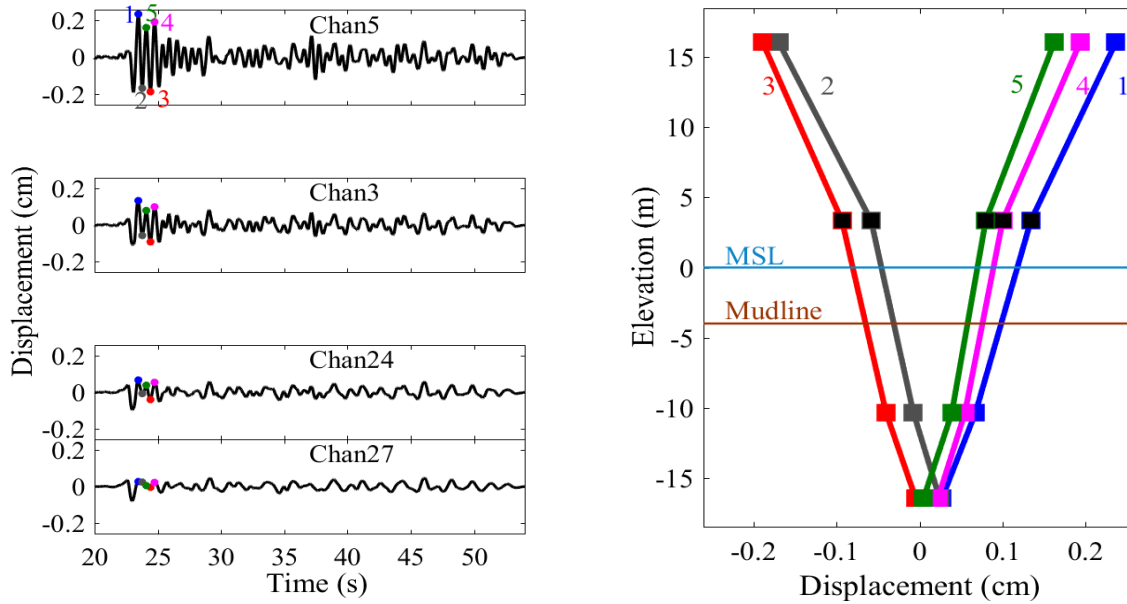 0.2
0
-0.2
1
5
4
2
3
Chan5
0.2
0
-0.2
Chan3
0.2
0
-0.2
Chan24
0.2
0
-0.2
Chan27
20 25 30 35 40 45 50
Time (s)
Displacement (cm)
15
10
5
0
-5
-10
-15
Elevation (m)
3 2 5 4 1
MSL
Mudline
-0.2 -0.1 0 0.1 0.2
Displacement (cm)